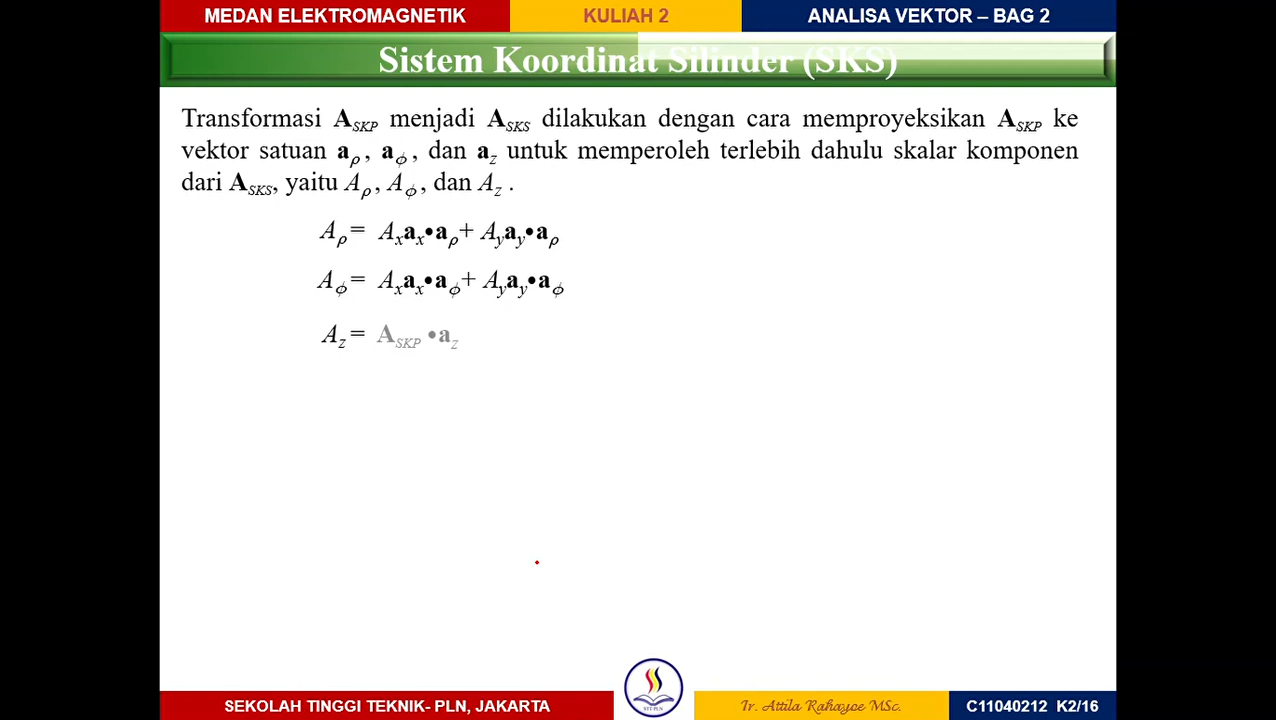 MEDAN ELEKTROMAGNETIK KULIAH 2 ANALISA VEKTOR – BAG 2
Sistem Koordinat Silinder (SKS)
Transformasi A_SKP menjadi A_SKS dilakukan dengan cara memproyeksikan A_SKP ke
vektor satuan a_ρ, a_ϕ, dan a_z untuk memperoleh terlebih dahulu skalar komponen
dari A_SKS, yaitu A_ρ, A_ϕ, dan A_z .
A_ρ = A_x a_x•a_ρ + A_y a_y•a_ρ
A_ϕ = A_x a_x•a_ϕ + A_y a_y•a_ϕ
A_z = A_SKP •a_z
STT-PLN
SEKOLAH TINGGI TEKNIK- PLN, JAKARTA Ir. Attila Rahayoe MSc. C11040212 K2/16